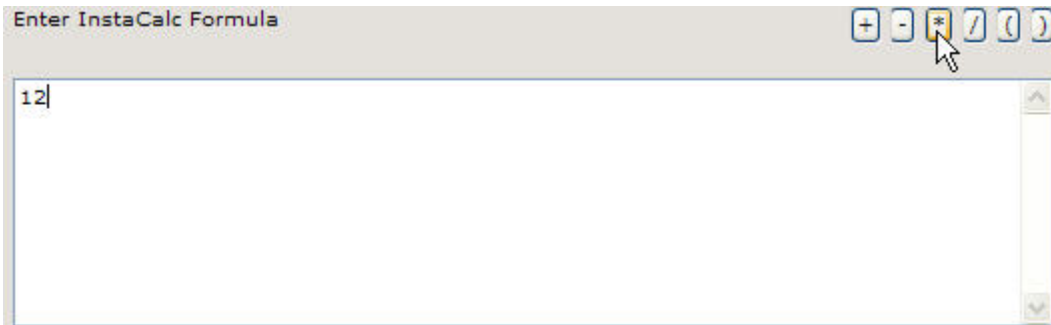 Enter InstaCalc Formula + - * / ( )
12